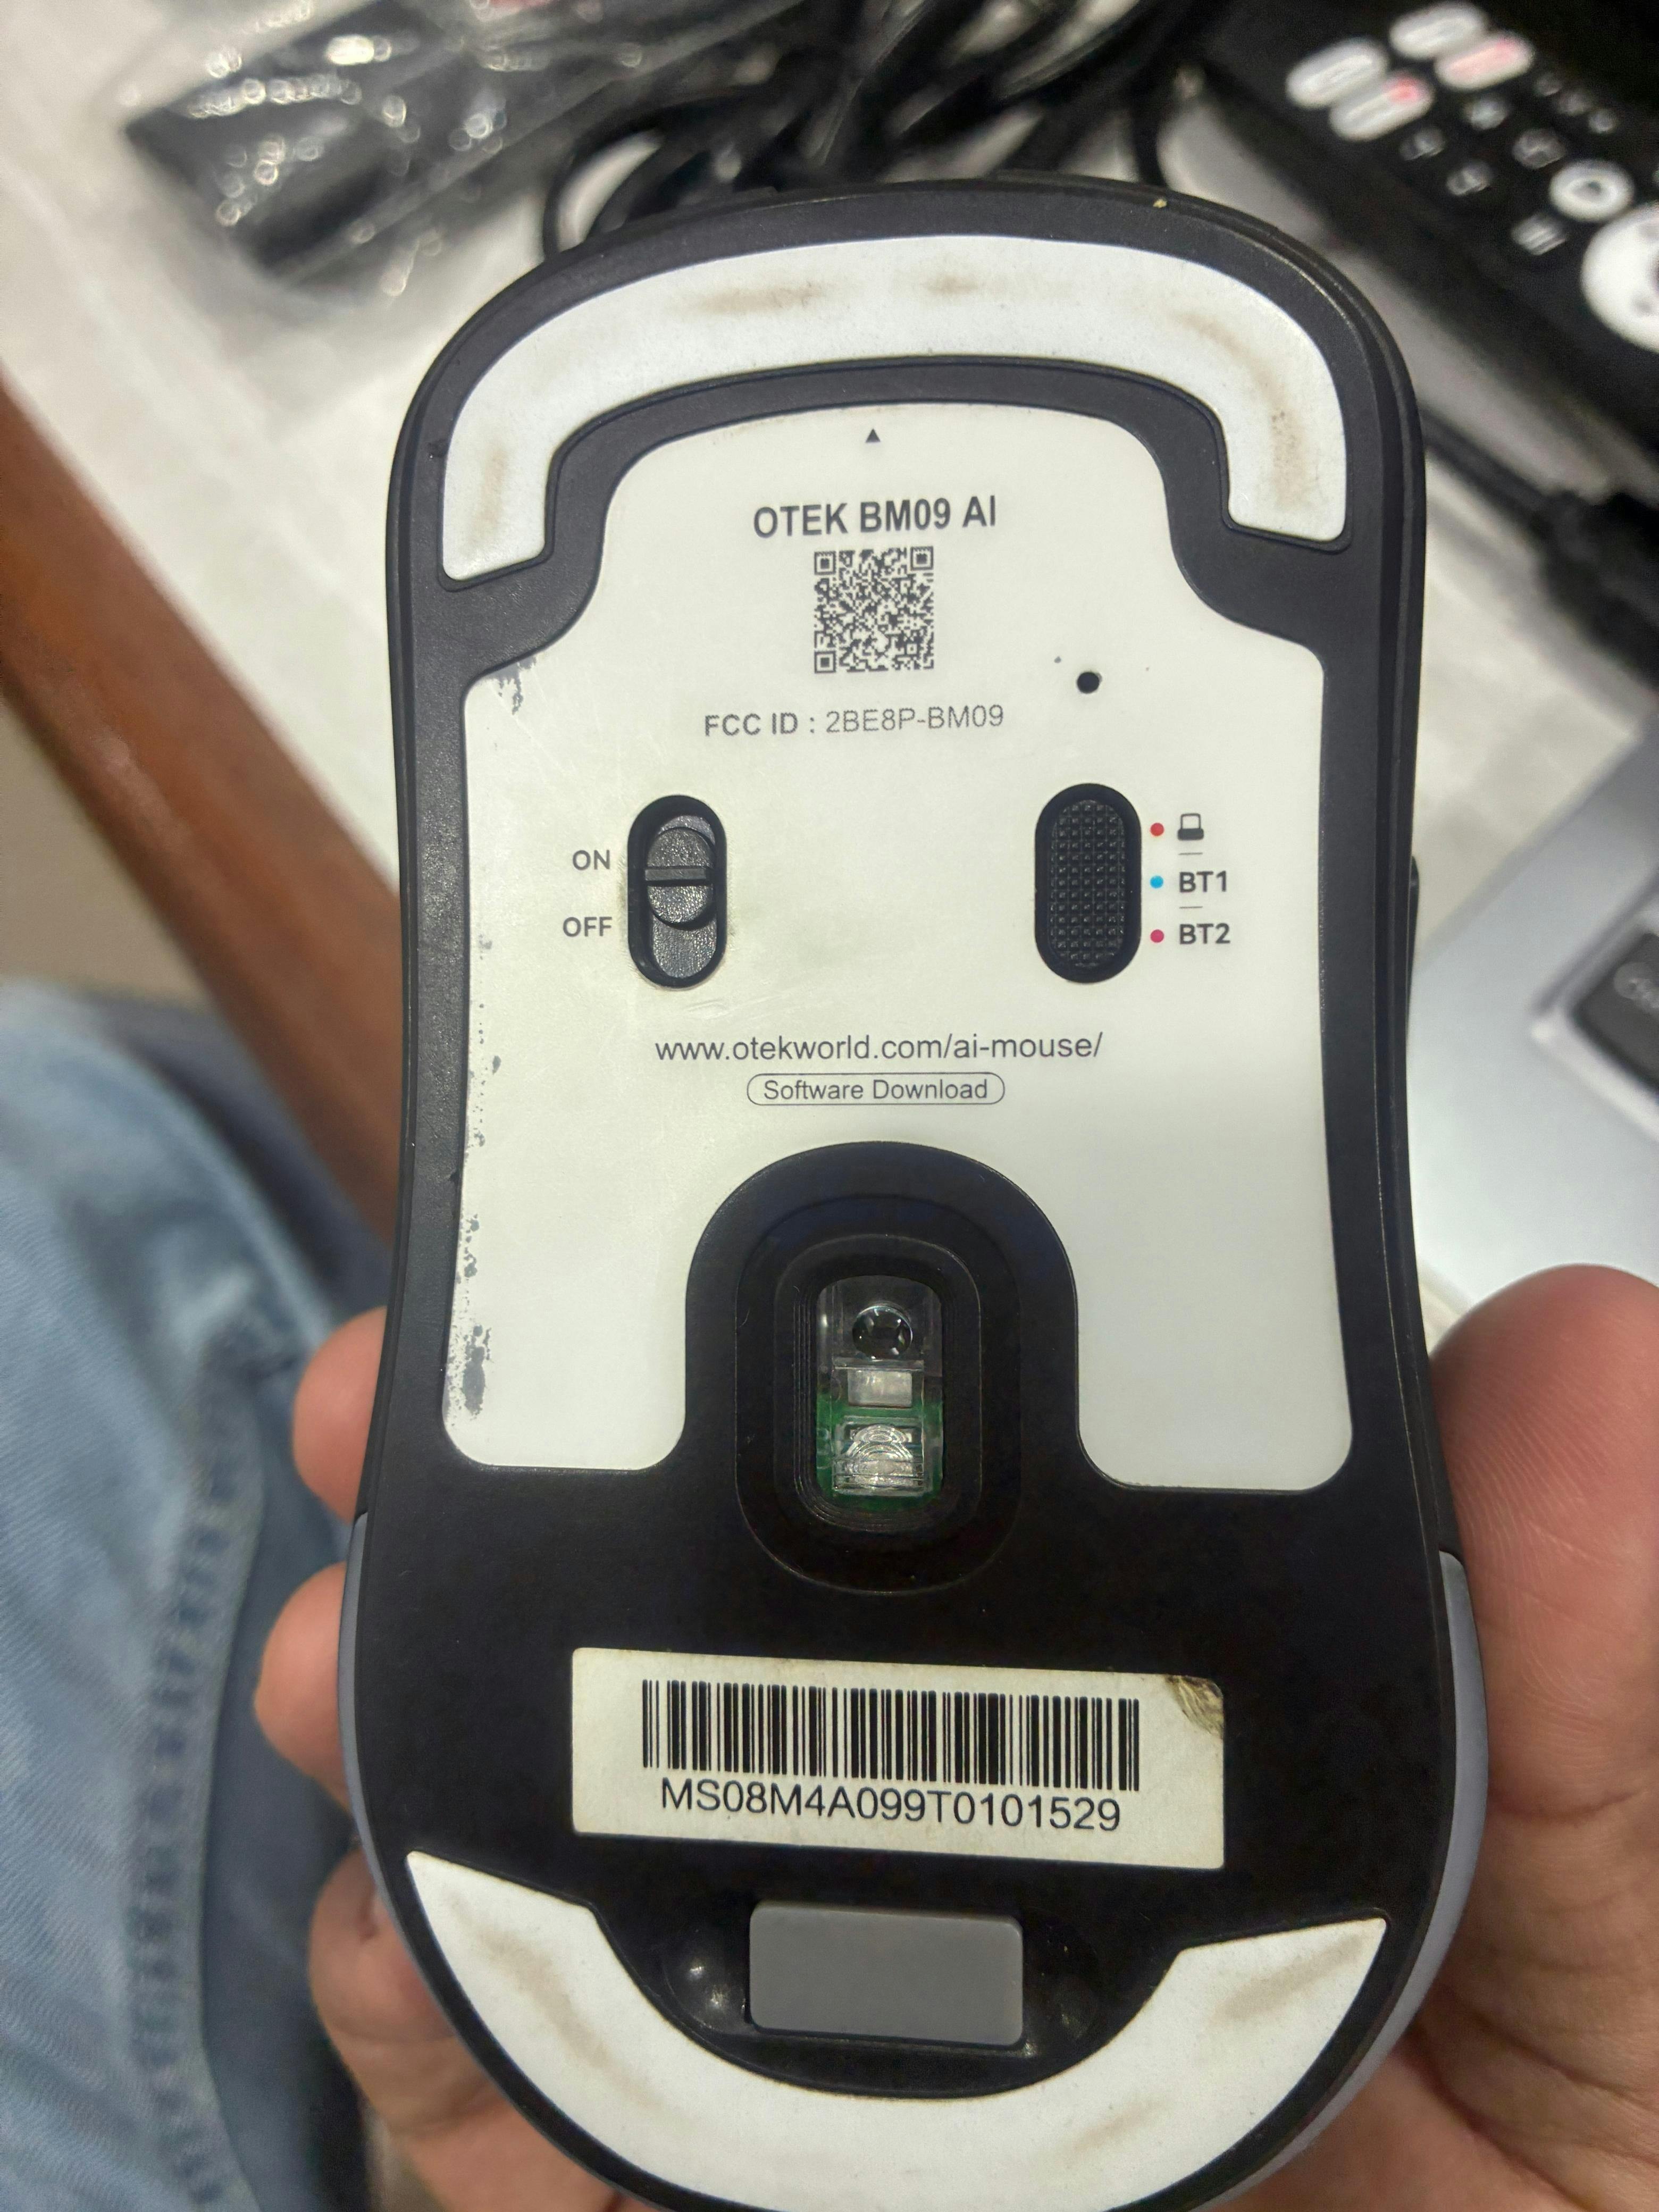 OTEK BM09 AI
FCC ID : 2BE8P-BM09
ON
OFF
BT1
BT2
www.otekworld.com/ai-mouse/
Software Download
MS08M4A099T0101529